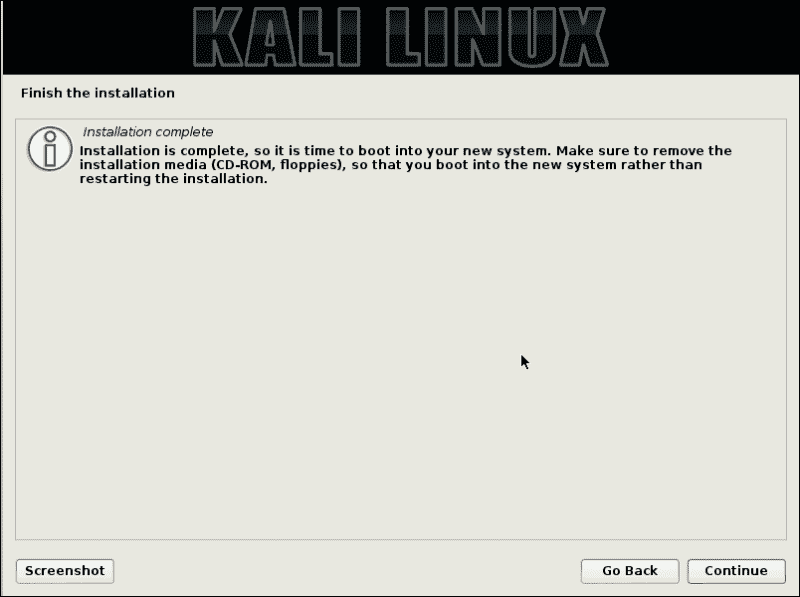 KALI LINUX
Finish the installation
Installation complete
Installation is complete, so it is time to boot into your new system. Make sure to remove the
installation media (CD-ROM, floppies), so that you boot into the new system rather than
restarting the installation.
Screenshot Go Back Continue